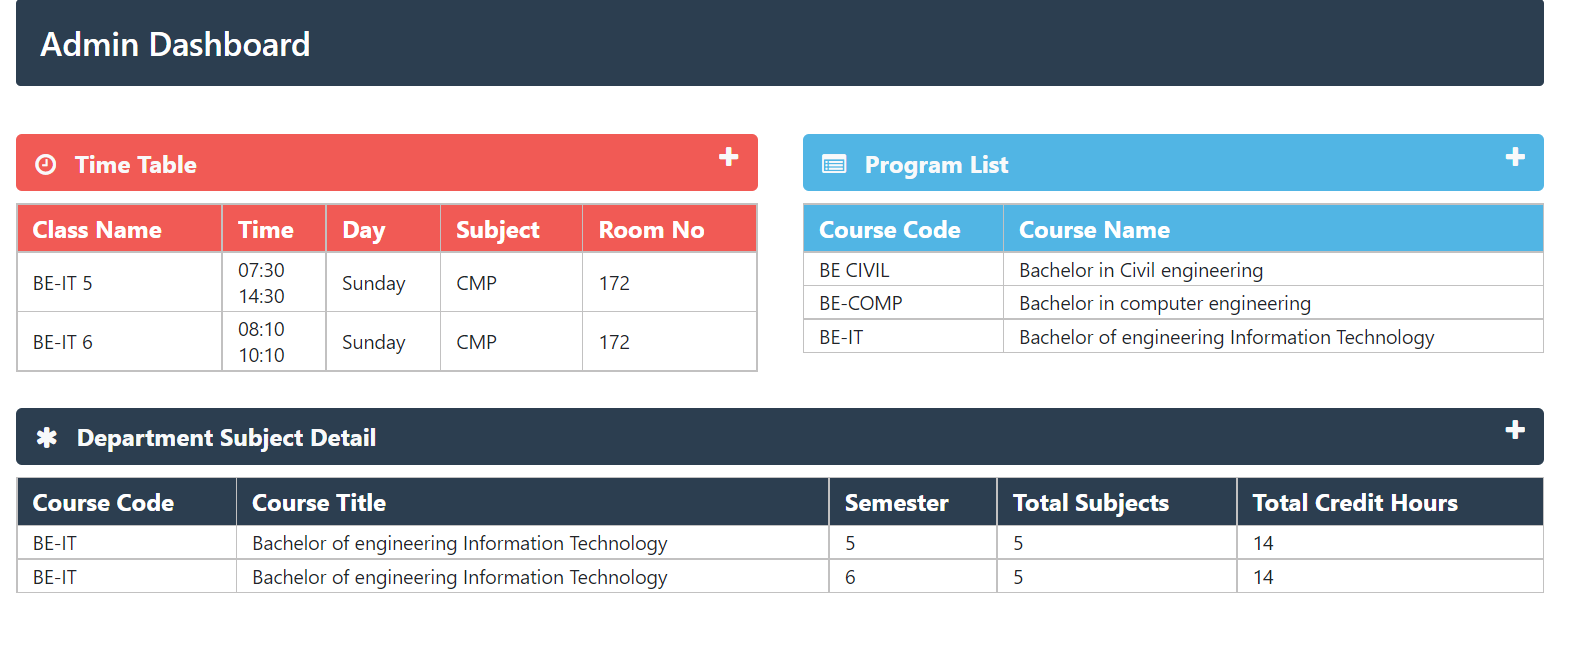 Admin Dashboard
Time Table
Class Name Time Day Subject Room No
BE-IT 5 07:30 14:30 Sunday CMP 172
BE-IT 6 08:10 10:10 Sunday CMP 172
Program List
Course Code Course Name
BE CIVIL Bachelor in Civil engineering
BE-COMP Bachelor in computer engineering
BE-IT Bachelor of engineering Information Technology
Department Subject Detail
Course Code Course Title Semester Total Subjects Total Credit Hours
BE-IT Bachelor of engineering Information Technology 5 5 14
BE-IT Bachelor of engineering Information Technology 6 5 14